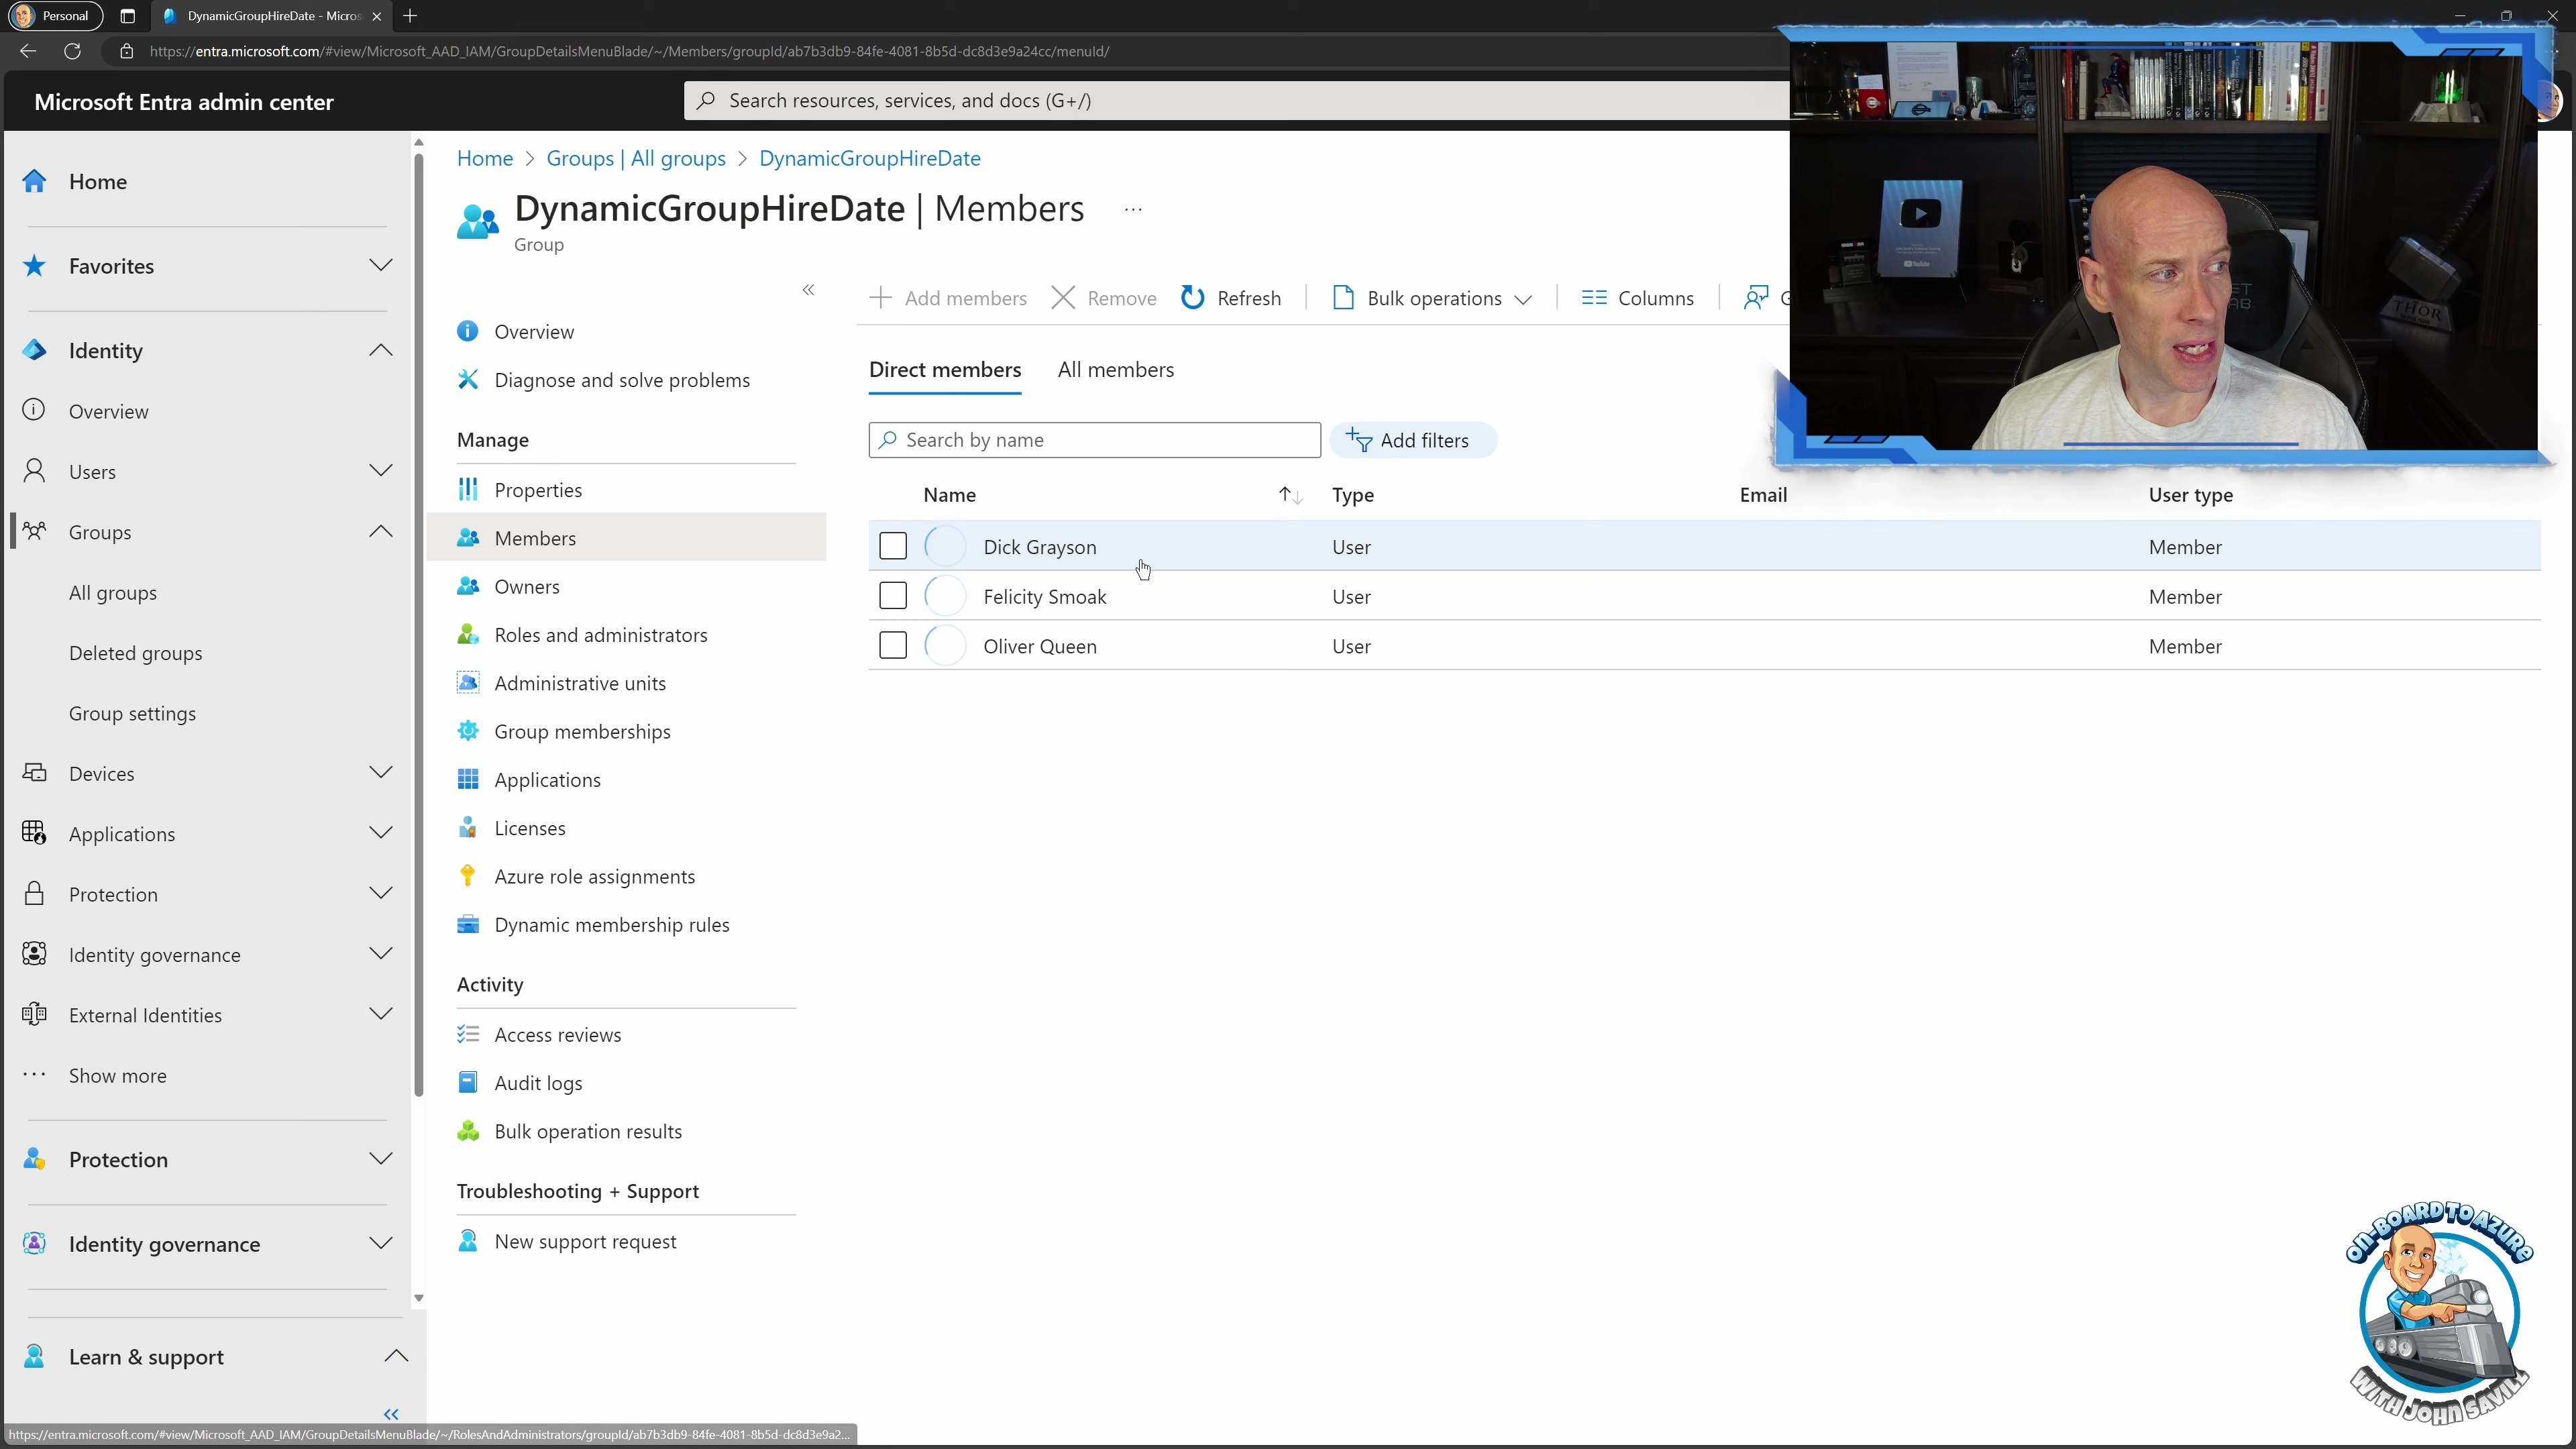 Personal
DynamicGroupHireDate - Micros
https://entra.microsoft.com/#view/Microsoft_AAD_IAM/GroupDetailsMenuBlade/~/Members/groupId/ab7b3db9-84fe-4081-8b5d-dc8d3e9a24cc/menuId/
Microsoft Entra admin center
Search resources, services, and docs (G+/)
Home
Favorites
Identity
Overview
Users
Groups
All groups
Deleted groups
Group settings
Devices
Applications
Protection
Identity governance
External Identities
Show more
Protection
Identity governance
Learn & support
Home > Groups | All groups > DynamicGroupHireDate
DynamicGroupHireDate | Members
Group
Overview
Diagnose and solve problems
Manage
Properties
Members
Owners
Roles and administrators
Administrative units
Group memberships
Applications
Licenses
Azure role assignments
Dynamic membership rules
Activity
Access reviews
Audit logs
Bulk operation results
Troubleshooting + Support
New support request
Add members Remove Refresh Bulk operations Columns
Direct members All members
Search by name Add filters
Name Type Email User type
Dick Grayson User Member
Felicity Smoak User Member
Oliver Queen User Member
YouTube
THOR
ON-BOARD TO AZURE
WITH JOHN SAVILL
https://entra.microsoft.com/#view/Microsoft_AAD_IAM/GroupDetailsMenuBlade/~/RolesAndAdministrators/groupId/ab7b3db9-84fe-4081-8b5d-dc8d3e9a2...